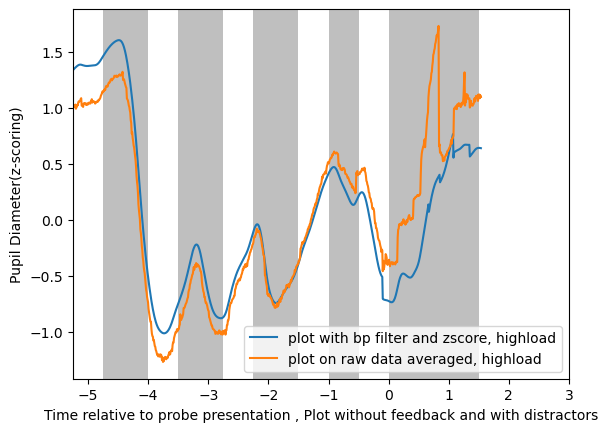 1.5
1.0
0.5
0.0
−0.5
−1.0
Pupil Diameter(z-scoring)
plot with bp filter and zscore, highload
plot on raw data averaged, highload
−5 −4 −3 −2 −1 0 1 2 3
Time relative to probe presentation , Plot without feedback and with distractors